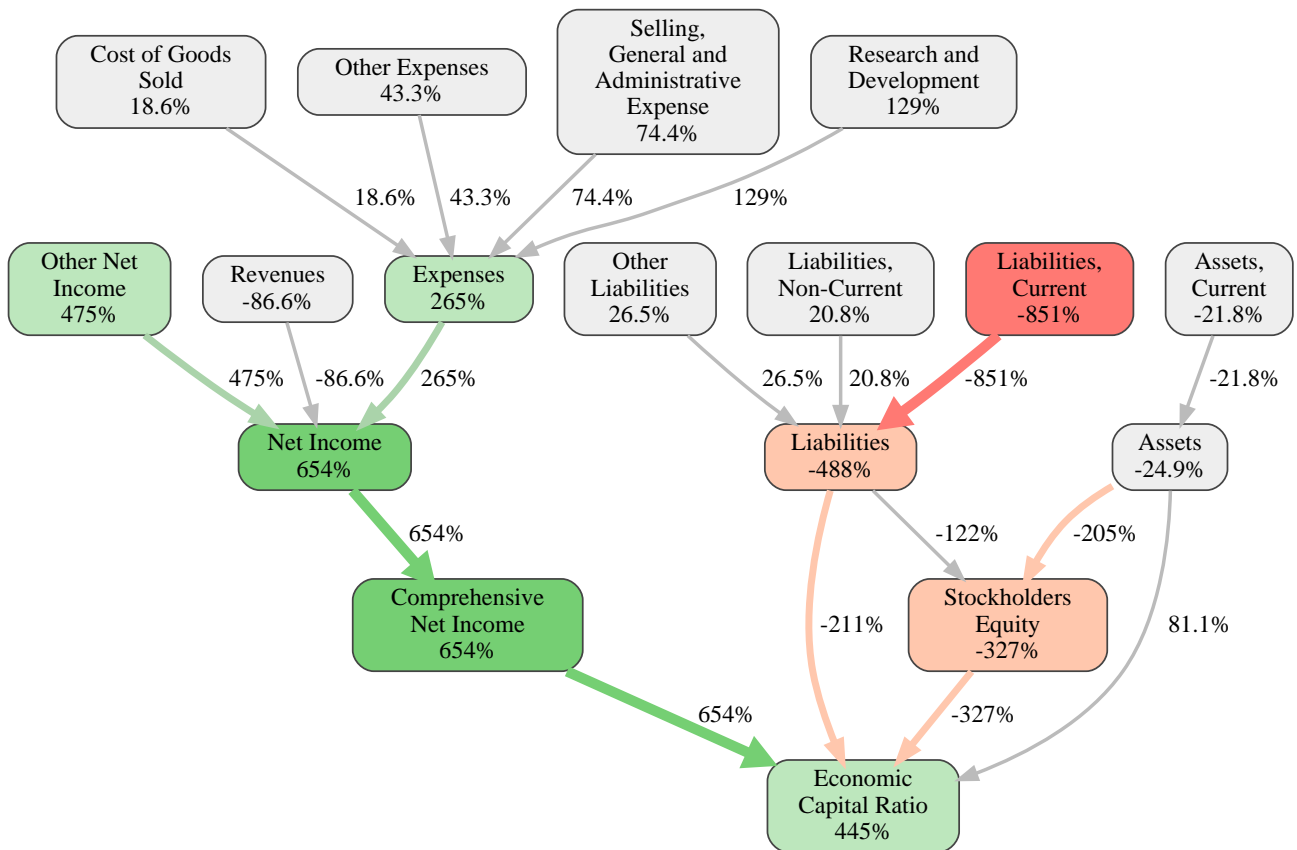 Cost of Goods
Sold
18.6%
Other Expenses
43.3%
Selling,
General and
Administrative
Expense
74.4%
Research and
Development
129%
18.6%
43.3%
74.4%
129%
Other Net
Income
475%
Revenues
-86.6%
Expenses
265%
Other
Liabilities
26.5%
Liabilities,
Non-Current
20.8%
Liabilities,
Current
-851%
Assets,
Current
-21.8%
475%
-86.6%
265%
26.5%
20.8%
-851%
-21.8%
Net Income
654%
Liabilities
-488%
Assets
-24.9%
654%
-122%
-205%
Comprehensive
Net Income
654%
-211%
Stockholders
Equity
-327%
81.1%
654%
-327%
Economic
Capital Ratio
445%